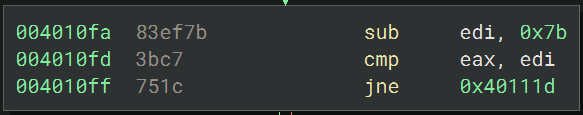 004010fa 83ef7b sub edi, 0x7b
004010fd 3bc7 cmp eax, edi
004010ff 751c jne 0x40111d